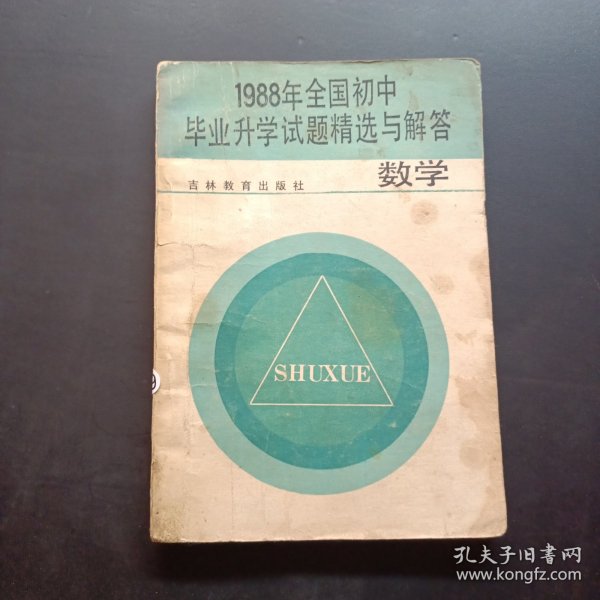 1988年全国初中
毕业升学试题精选与解答
数学
吉林教育出版社
SHUXUE
孔夫子旧书网
www.kongfz.com